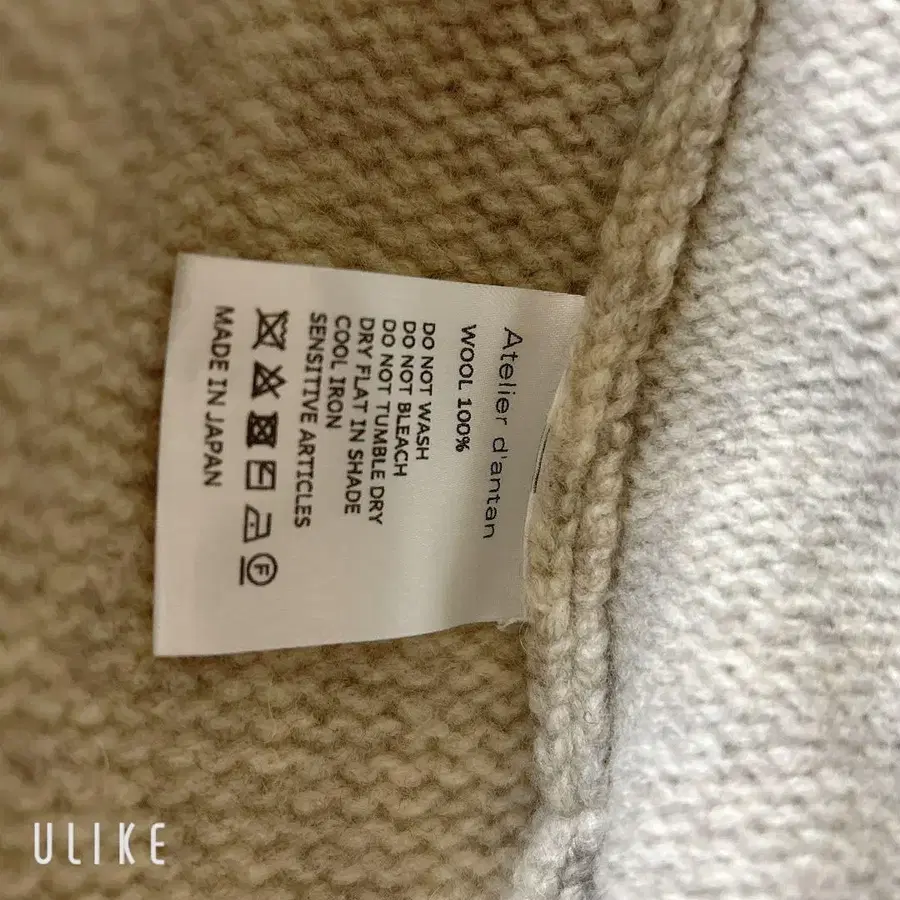 Atelier d'antan
WOOL 100%
DO NOT WASH
DO NOT BLEACH
DO NOT TUMBLE DRY
DRY FLAT IN SHADE
COOL IRON
SENSITIVE ARTICLES
F
MADE IN JAPAN
ULIKE